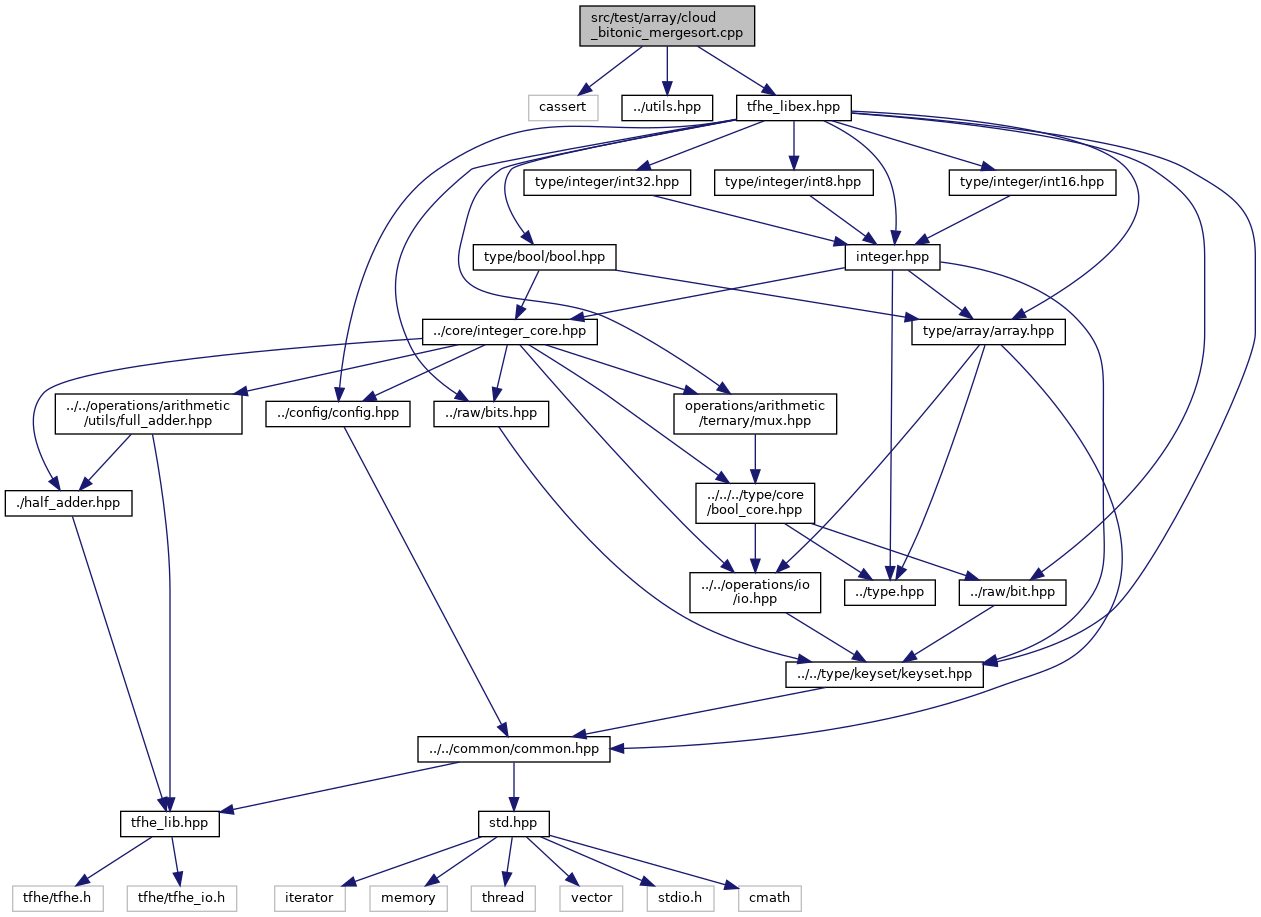 src/test/array/cloud
_bitonic_mergesort.cpp
cassert
../utils.hpp
tfhe_libex.hpp
type/integer/int32.hpp
type/integer/int8.hpp
type/integer/int16.hpp
type/bool/bool.hpp
integer.hpp
../core/integer_core.hpp
type/array/array.hpp
../../operations/arithmetic
/utils/full_adder.hpp
../config/config.hpp
../raw/bits.hpp
operations/arithmetic
/ternary/mux.hpp
./half_adder.hpp
../../../type/core
/bool_core.hpp
../../operations/io
/io.hpp
../type.hpp
../raw/bit.hpp
../../type/keyset/keyset.hpp
../../common/common.hpp
tfhe_lib.hpp
std.hpp
tfhe/tfhe.h
tfhe/tfhe_io.h
iterator
memory
thread
vector
stdio.h
cmath